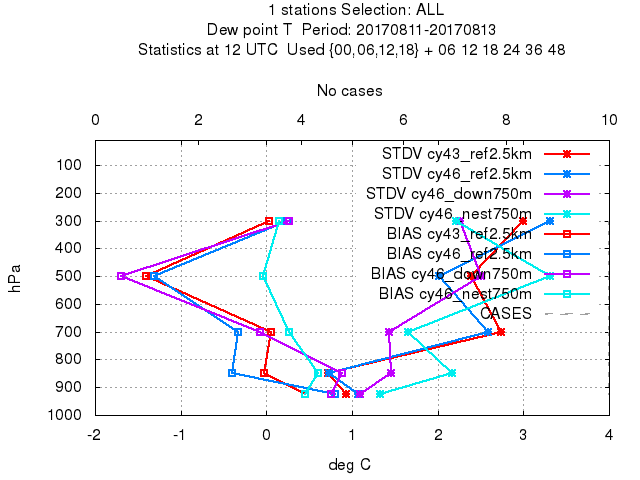 1 stations Selection: ALL
Dew point T  Period: 20170811-20170813
Statistics at 12 UTC  Used {00,06,12,18} + 06 12 18 24 36 48
No cases
0 2 4 6 8 10
STDV cy43_ref2.5km
STDV cy46_ref2.5km
STDV cy46_down750m
STDV cy46_nest750m
BIAS cy43_ref2.5km
BIAS cy46_ref2.5km
BIAS cy46_down750m
BIAS cy46_nest750m
CASES
100
200
300
400
500
600
700
800
900
1000
hPa
-2 -1 0 1 2 3 4
deg C